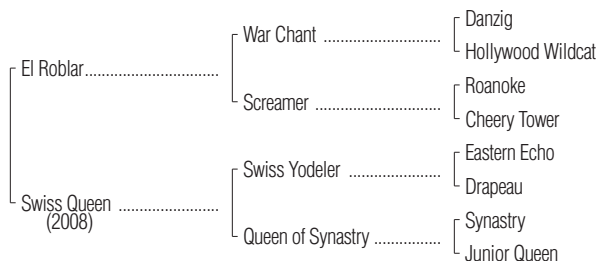 Danzig
War Chant ........................
Hollywood Wildcat
El Roblar...................................
Roanoke
Screamer .................................
Cheery Tower
Eastern Echo
Swiss Yodeler ........................
Drapeau
Swiss Queen ..........................
(2008)
Synastry
Queen of Synastry .................
Junior Queen